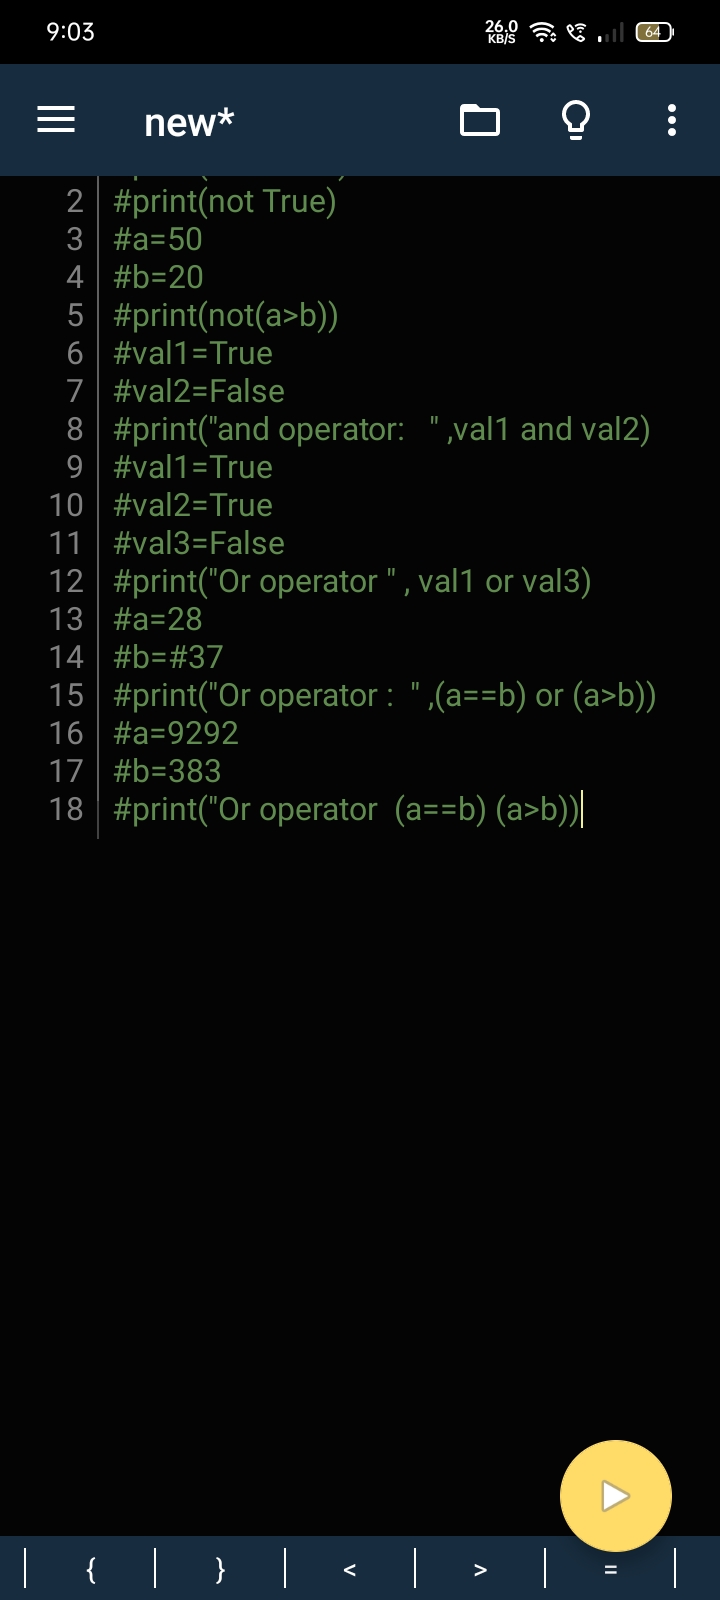 9:03
26.0
KB/S
64
new*
2 #print(not True)
3 #a=50
4 #b=20
5 #print(not(a>b))
6 #val1=True
7 #val2=False
8 #print("and operator:   " ,val1 and val2)
9 #val1=True
10 #val2=True
11 #val3=False
12 #print("Or operator " , val1 or val3)
13 #a=28
14 #b=#37
15 #print("Or operator :  " ,(a==b) or (a>b))
16 #a=9292
17 #b=383
18 #print("Or operator  (a==b) (a>b))
{ } < > =